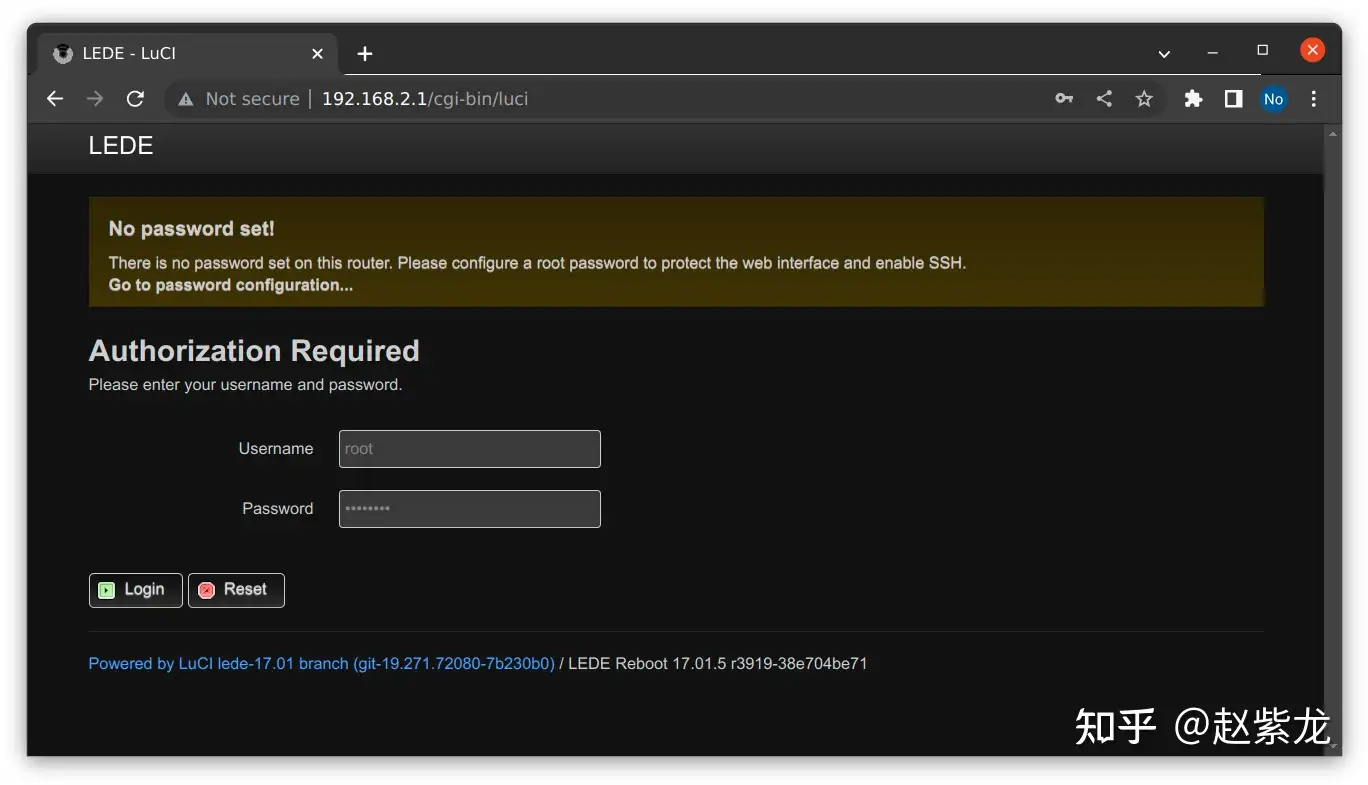 LEDE - LuCI
Not secure | 192.168.2.1/cgi-bin/luci
No
LEDE
No password set!
There is no password set on this router. Please configure a root password to protect the web interface and enable SSH.
Go to password configuration...
Authorization Required
Please enter your username and password.
Username root
Password ••••••••
Login Reset
Powered by LuCI lede-17.01 branch (git-19.271.72080-7b230b0) / LEDE Reboot 17.01.5 r3919-38e704be71
知乎 @赵紫龙